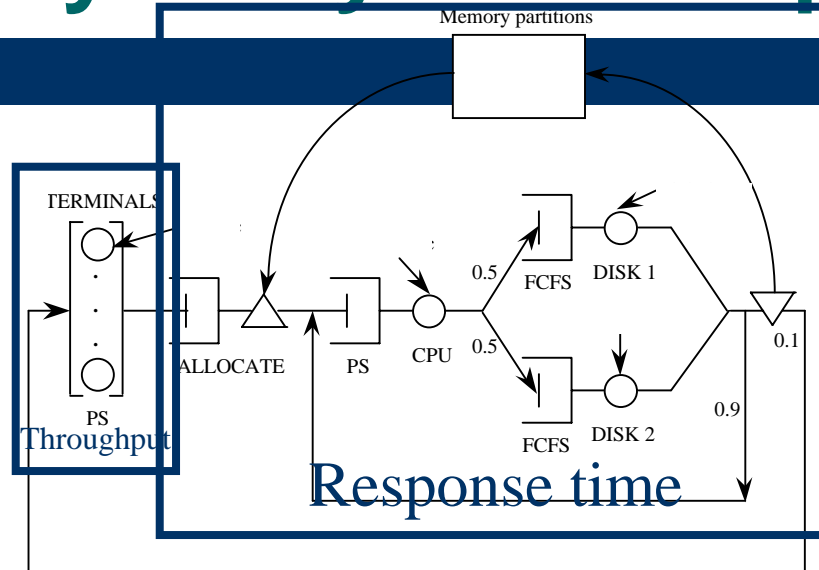 Memory partitions
TERMINALS
0.5
FCFS
DISK 1
ALLOCATE
PS
CPU
0.5
0.1
PS
Throughput
FCFS
DISK 2
0.9
Response time